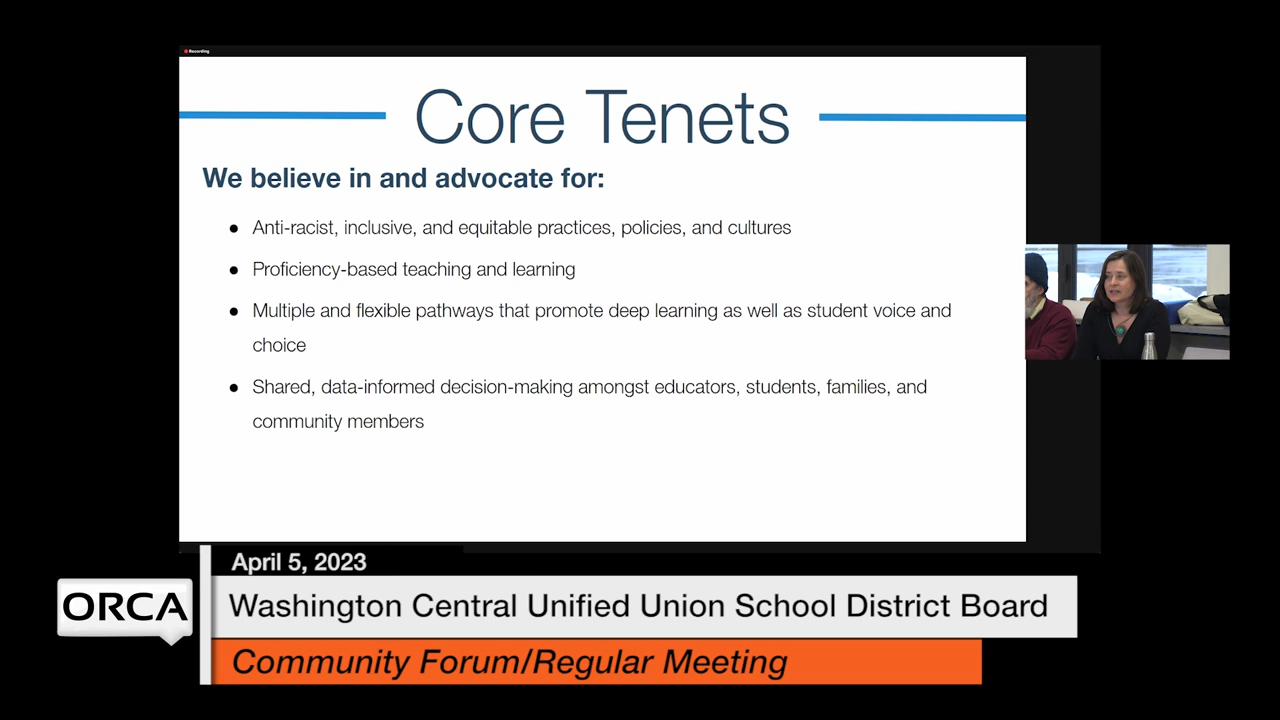 Recording
Core Tenets
We believe in and advocate for:
● Anti-racist, inclusive, and equitable practices, policies, and cultures
● Proficiency-based teaching and learning
● Multiple and flexible pathways that promote deep learning as well as student voice and
choice
● Shared, data-informed decision-making amongst educators, students, families, and
community members
April 5, 2023
ORCA
Washington Central Unified Union School District Board
Community Forum/Regular Meeting